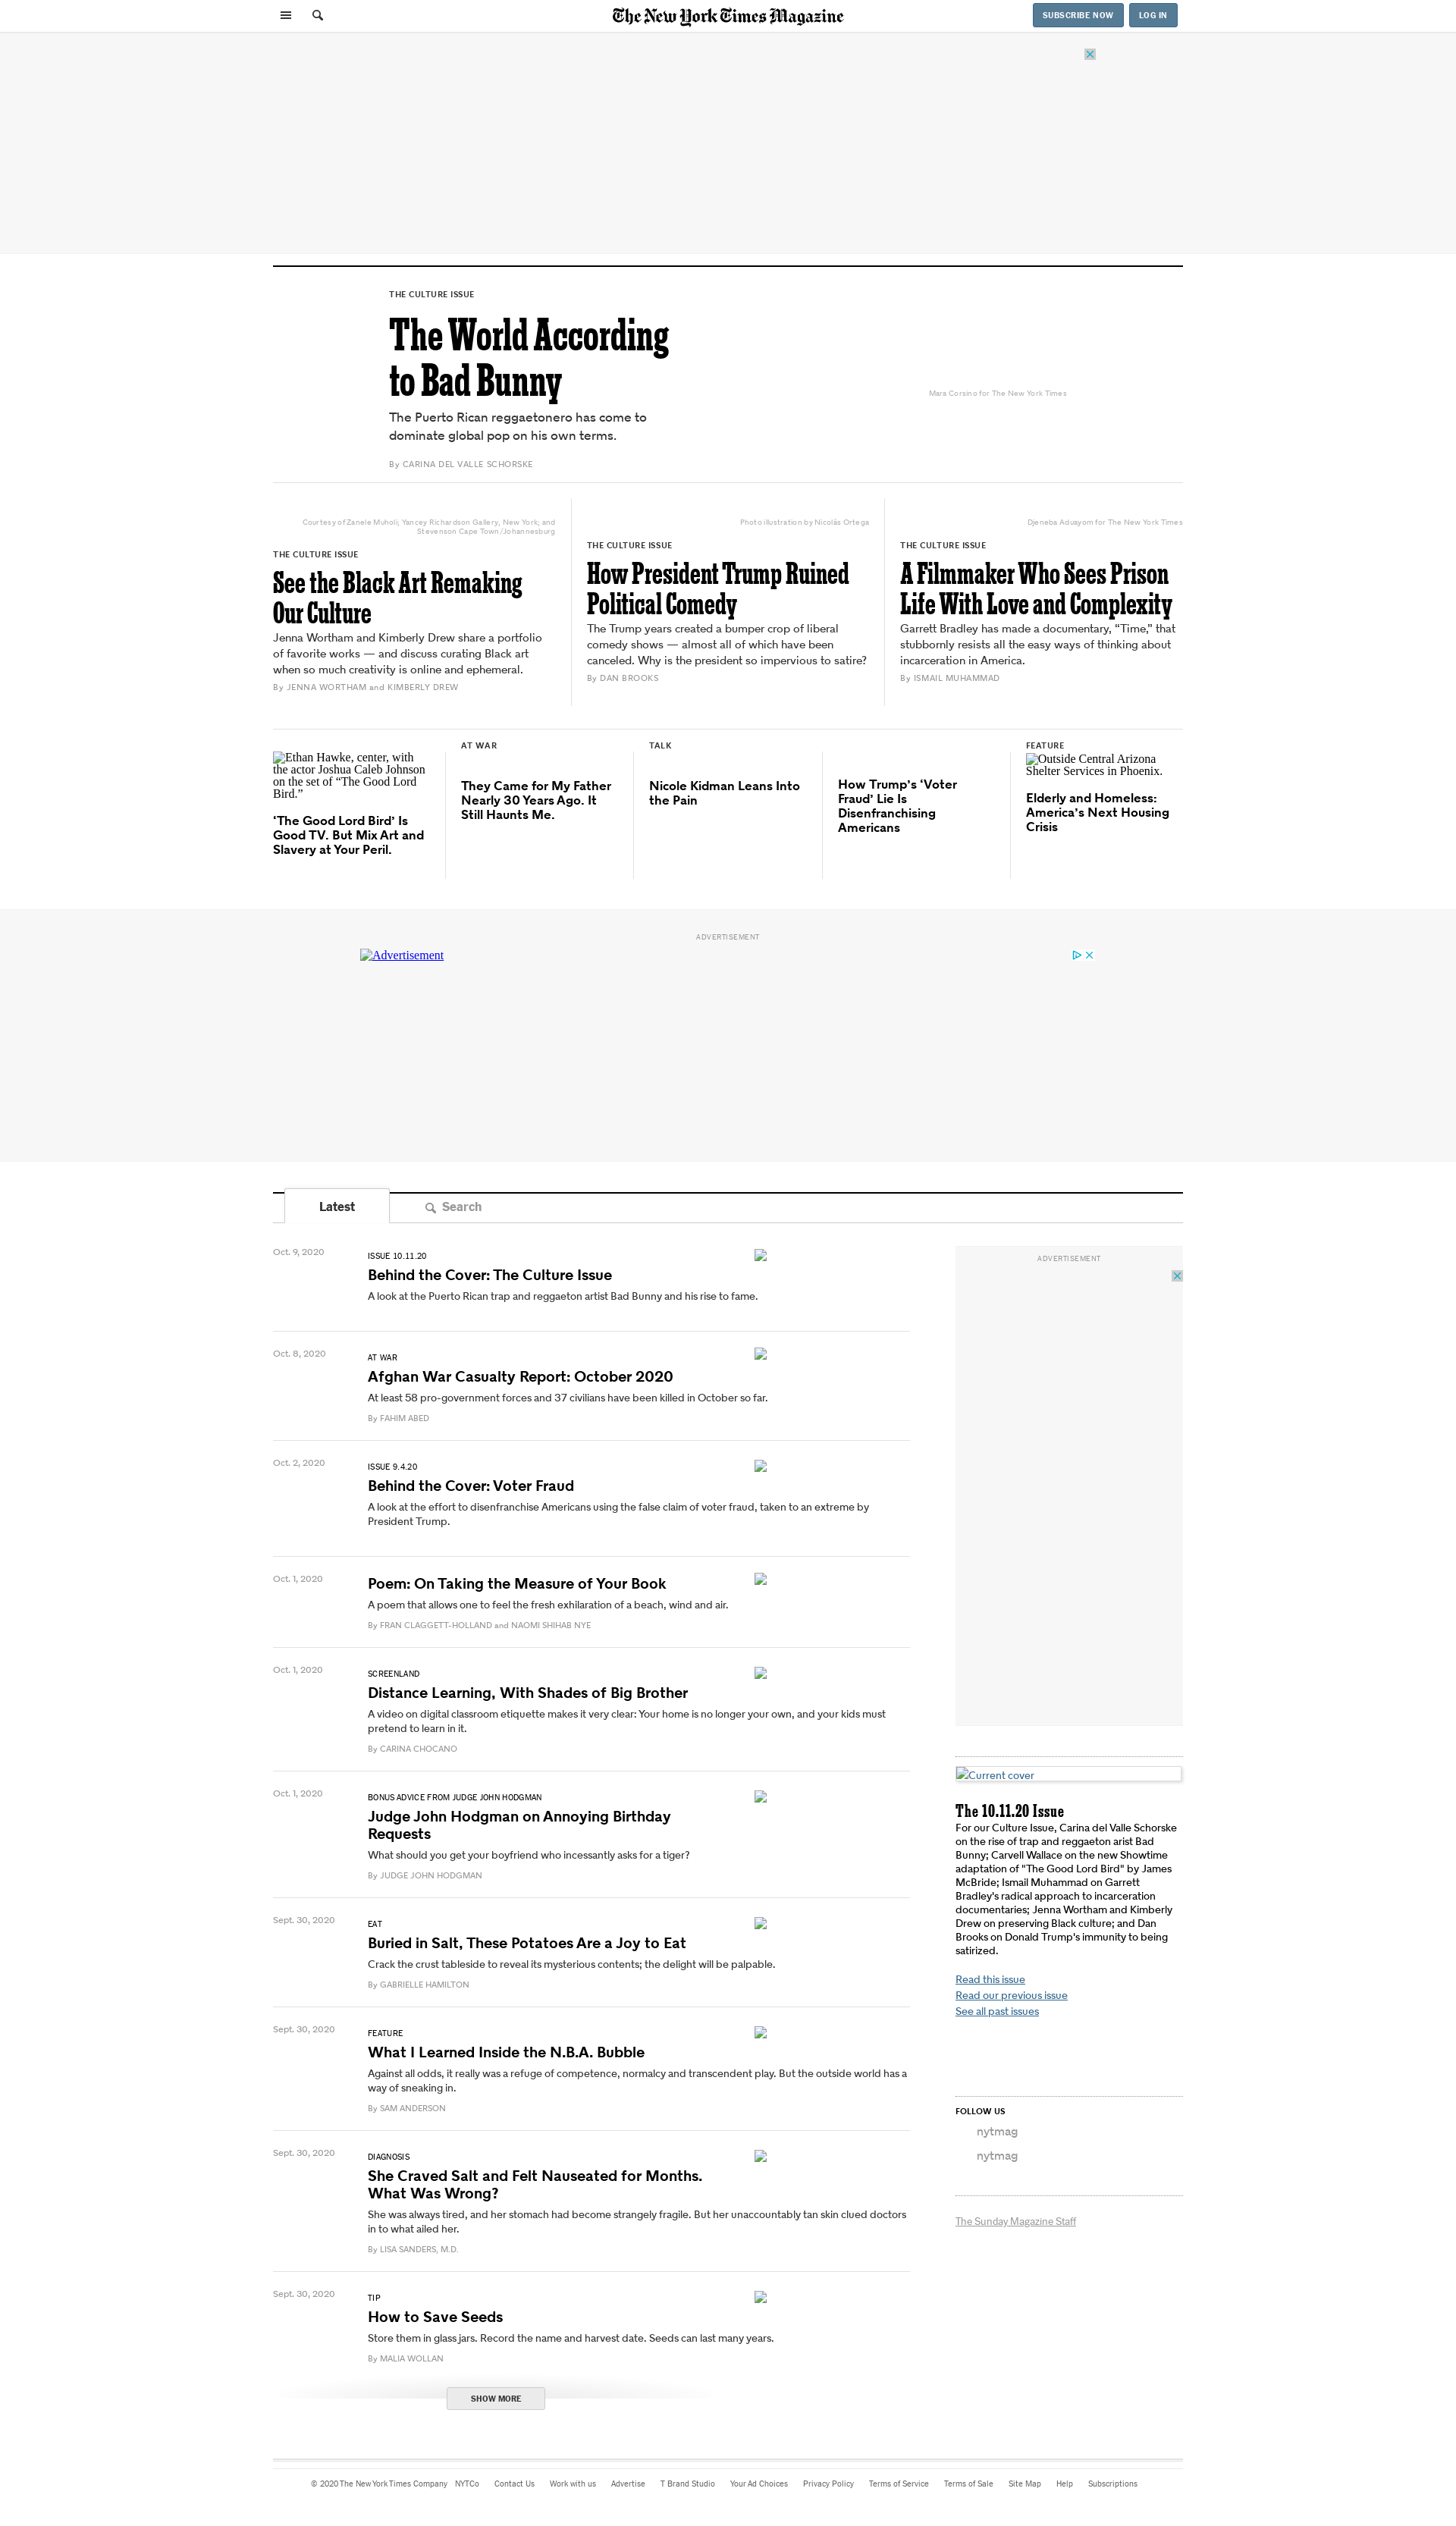 The New York Times Magazine
SUBSCRIBE NOW
LOG IN
THE CULTURE ISSUE
The World According
to Bad Bunny
The Puerto Rican reggaetonero has come to
dominate global pop on his own terms.
By CARINA DEL VALLE SCHORSKE
Mara Corsino for The New York Times
Courtesy of Zanele Muholi; Yancey Richardson Gallery, New York; and
Stevenson Cape Town/Johannesburg
THE CULTURE ISSUE
See the Black Art Remaking
Our Culture
Jenna Wortham and Kimberly Drew share a portfolio
of favorite works — and discuss curating Black art
when so much creativity is online and ephemeral.
By JENNA WORTHAM and KIMBERLY DREW
Photo illustration by Nicolás Ortega
THE CULTURE ISSUE
How President Trump Ruined
Political Comedy
The Trump years created a bumper crop of liberal
comedy shows — almost all of which have been
canceled. Why is the president so impervious to satire?
By DAN BROOKS
Djeneba Aduayom for The New York Times
THE CULTURE ISSUE
A Filmmaker Who Sees Prison
Life With Love and Complexity
Garrett Bradley has made a documentary, “Time,” that
stubbornly resists all the easy ways of thinking about
incarceration in America.
By ISMAIL MUHAMMAD
Ethan Hawke, center, with
the actor Joshua Caleb Johnson
on the set of “The Good Lord
Bird.”
‘The Good Lord Bird’ Is
Good TV. But Mix Art and
Slavery at Your Peril.
AT WAR
They Came for My Father
Nearly 30 Years Ago. It
Still Haunts Me.
TALK
Nicole Kidman Leans Into
the Pain
How Trump’s ‘Voter
Fraud’ Lie Is
Disenfranchising
Americans
FEATURE
Outside Central Arizona
Shelter Services in Phoenix.
Elderly and Homeless:
America’s Next Housing
Crisis
ADVERTISEMENT
Advertisement
Latest
Search
Oct. 9, 2020
ISSUE 10.11.20
Behind the Cover: The Culture Issue
A look at the Puerto Rican trap and reggaeton artist Bad Bunny and his rise to fame.
Oct. 8, 2020
AT WAR
Afghan War Casualty Report: October 2020
At least 58 pro-government forces and 37 civilians have been killed in October so far.
By FAHIM ABED
Oct. 2, 2020
ISSUE 9.4.20
Behind the Cover: Voter Fraud
A look at the effort to disenfranchise Americans using the false claim of voter fraud, taken to an extreme by
President Trump.
Oct. 1, 2020
Poem: On Taking the Measure of Your Book
A poem that allows one to feel the fresh exhilaration of a beach, wind and air.
By FRAN CLAGGETT-HOLLAND and NAOMI SHIHAB NYE
Oct. 1, 2020
SCREENLAND
Distance Learning, With Shades of Big Brother
A video on digital classroom etiquette makes it very clear: Your home is no longer your own, and your kids must
pretend to learn in it.
By CARINA CHOCANO
Oct. 1, 2020
BONUS ADVICE FROM JUDGE JOHN HODGMAN
Judge John Hodgman on Annoying Birthday
Requests
What should you get your boyfriend who incessantly asks for a tiger?
By JUDGE JOHN HODGMAN
Sept. 30, 2020
EAT
Buried in Salt, These Potatoes Are a Joy to Eat
Crack the crust tableside to reveal its mysterious contents; the delight will be palpable.
By GABRIELLE HAMILTON
Sept. 30, 2020
FEATURE
What I Learned Inside the N.B.A. Bubble
Against all odds, it really was a refuge of competence, normalcy and transcendent play. But the outside world has a
way of sneaking in.
By SAM ANDERSON
Sept. 30, 2020
DIAGNOSIS
She Craved Salt and Felt Nauseated for Months.
What Was Wrong?
She was always tired, and her stomach had become strangely fragile. But her unaccountably tan skin clued doctors
in to what ailed her.
By LISA SANDERS, M.D.
Sept. 30, 2020
TIP
How to Save Seeds
Store them in glass jars. Record the name and harvest date. Seeds can last many years.
By MALIA WOLLAN
SHOW MORE
ADVERTISEMENT
Current cover
The 10.11.20 Issue
For our Culture Issue, Carina del Valle Schorske
on the rise of trap and reggaeton arist Bad
Bunny; Carvell Wallace on the new Showtime
adaptation of "The Good Lord Bird" by James
McBride; Ismail Muhammad on Garrett
Bradley's radical approach to incarceration
documentaries; Jenna Wortham and Kimberly
Drew on preserving Black culture; and Dan
Brooks on Donald Trump's immunity to being
satirized.
Read this issue
Read our previous issue
See all past issues
FOLLOW US
nytmag
nytmag
The Sunday Magazine Staff
© 2020 The New York Times Company NYTCo Contact Us Work with us Advertise T Brand Studio Your Ad Choices Privacy Policy Terms of Service Terms of Sale Site Map Help Subscriptions